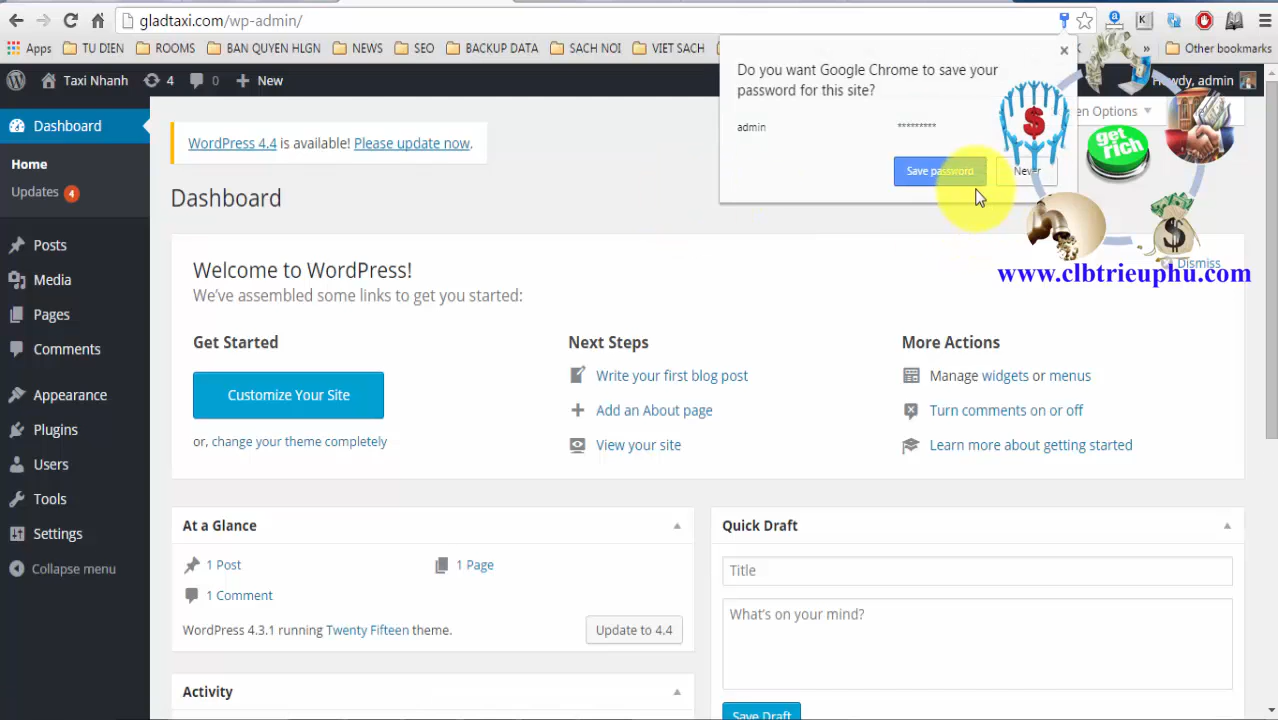 gladtaxi.com/wp-admin/
Apps TU DIEN ROOMS BAN QUYEN HLGN NEWS SEO BACKUP DATA SACH NOI VIET SACH » Other bookmarks
Taxi Nhanh 4 0 New
Howdy, admin
Do you want Google Chrome to save your
password for this site?
admin *********
Save password Never
get
rich
www.clbtrieuphu.com
Dashboard
Home
Updates 4
Posts
Media
Pages
Comments
Appearance
Plugins
Users
Tools
Settings
Collapse menu
Options
WordPress 4.4 is available! Please update now.
Dashboard
Dismiss
Welcome to WordPress!
We've assembled some links to get you started:
Get Started
Customize Your Site
or, change your theme completely
Next Steps
Write your first blog post
Add an About page
View your site
More Actions
Manage widgets or menus
Turn comments on or off
Learn more about getting started
At a Glance
1 Post
1 Page
1 Comment
WordPress 4.3.1 running Twenty Fifteen theme.
Update to 4.4
Activity
Quick Draft
Title
What's on your mind?
Save Draft